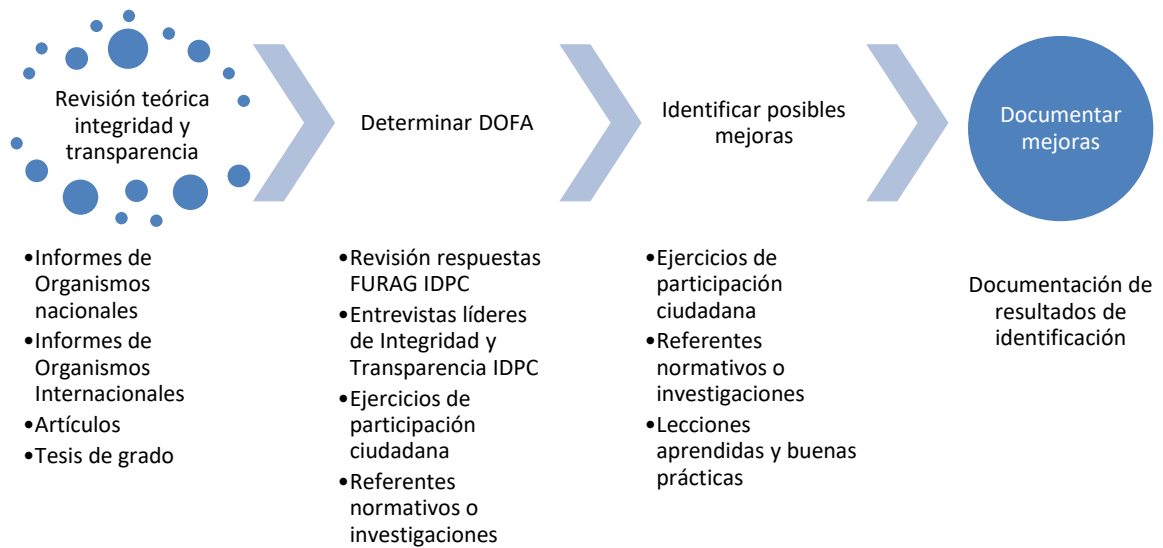 Revisión teórica
integridad y
transparencia
Determinar DOFA
Identificar posibles
mejoras
Documentar
mejoras
•Informes de
Organismos
nacionales
•Informes de
Organismos
Internacionales
•Artículos
•Tesis de grado
•Revisión respuestas
FURAG IDPC
•Entrevistas líderes
de Integridad y
Transparencia IDPC
•Ejercicios de
participación
ciudadana
•Referentes
normativos o
investigaciones
•Ejercicios de
participación
ciudadana
•Referentes
normativos o
investigaciones
•Lecciones
aprendidas y buenas
prácticas
Documentación de
resultados de
identificación